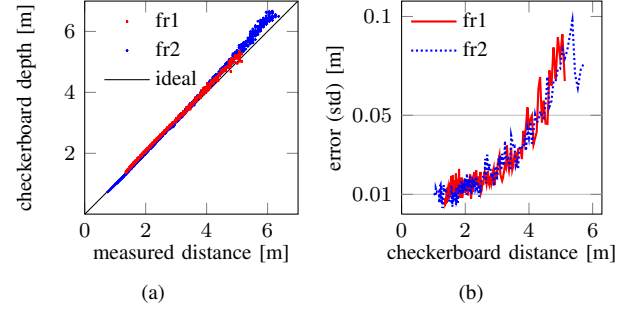 checkerboard depth [m]
6
4
2
fr1
fr2
ideal
0
2
4
6
measured distance [m]
(a)
error (std) [m]
0.1
0.05
0.01
fr1
fr2
0
2
4
6
checkerboard distance [m]
(b)